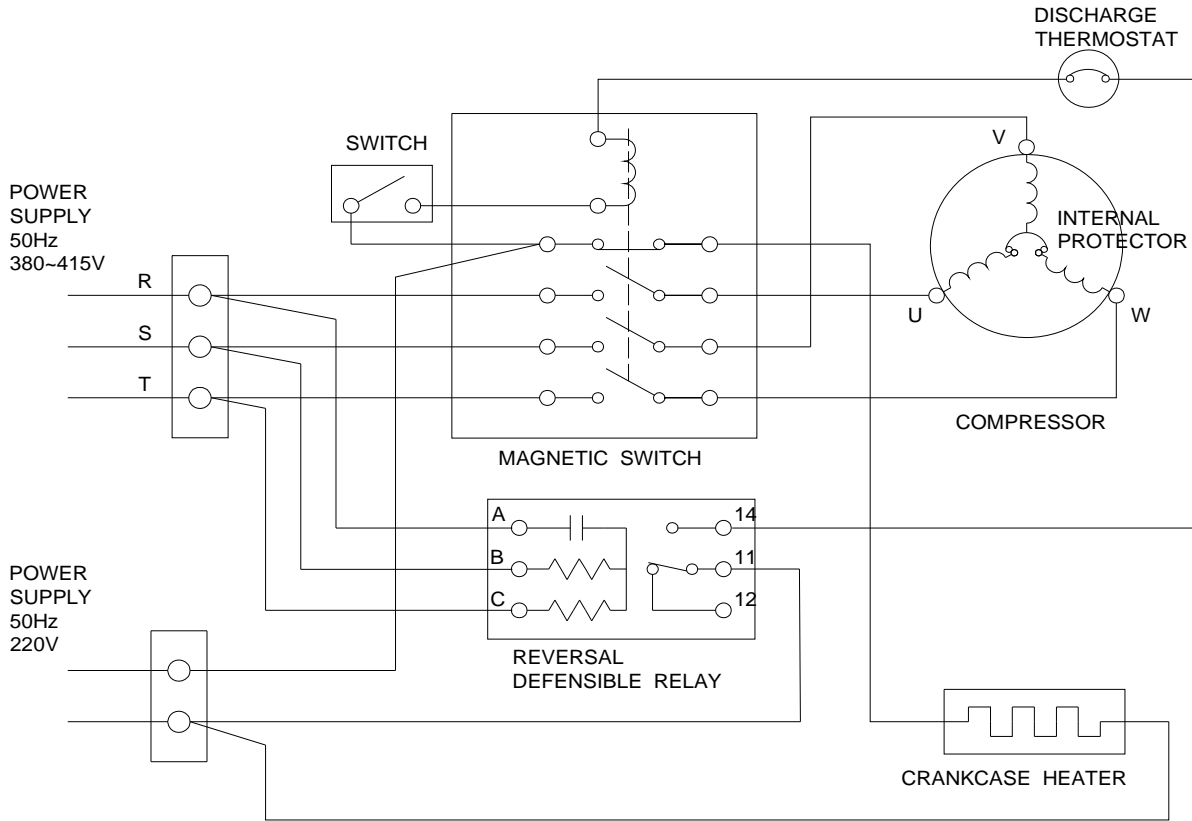 DISCHARGE
THERMOSTAT
SWITCH
V
POWER
SUPPLY
50Hz
380~415V
INTERNAL
PROTECTOR
R
U
W
S
T
COMPRESSOR
MAGNETIC SWITCH
A
14
B
11
C
12
POWER
SUPPLY
50Hz
220V
REVERSAL
DEFENSIBLE RELAY
CRANKCASE HEATER